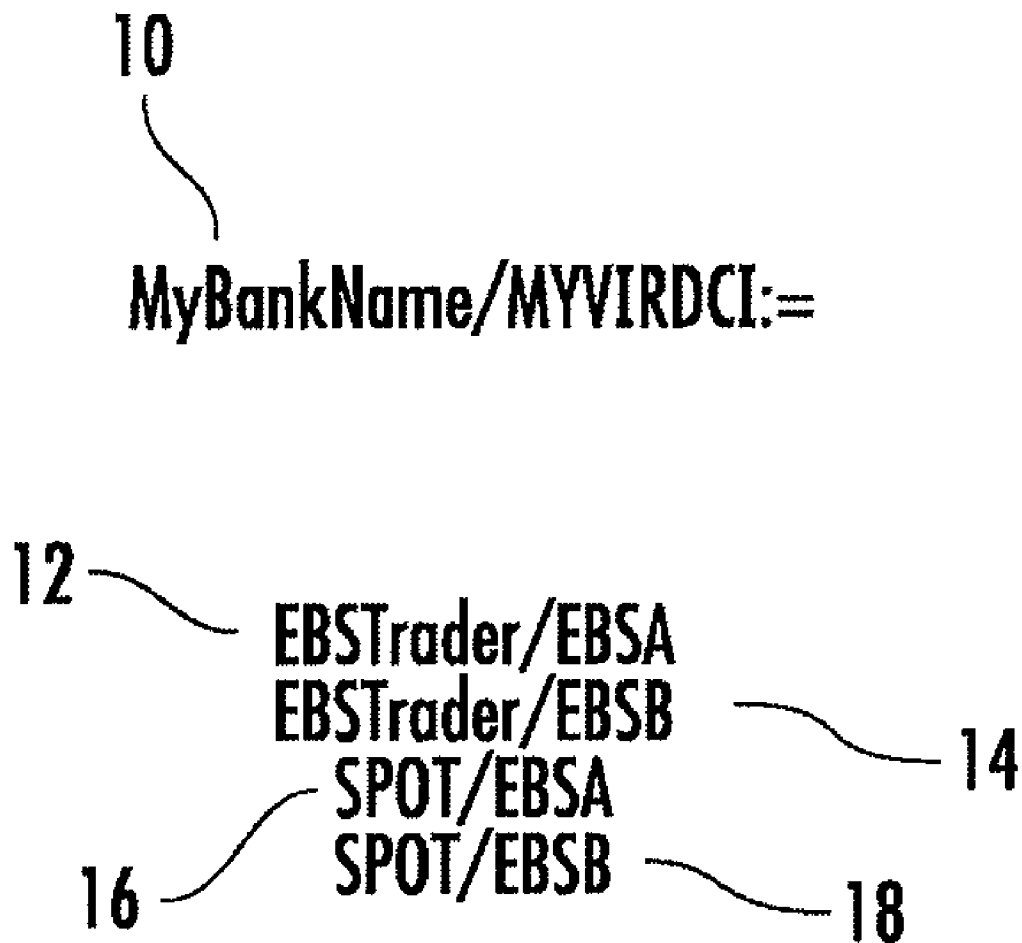 10
MyBankName/MYVIRDCI:=
12
EBSTrader/EBSA
EBSTrader/EBSB
14
SPOT/EBSA
16
SPOT/EBSB
18